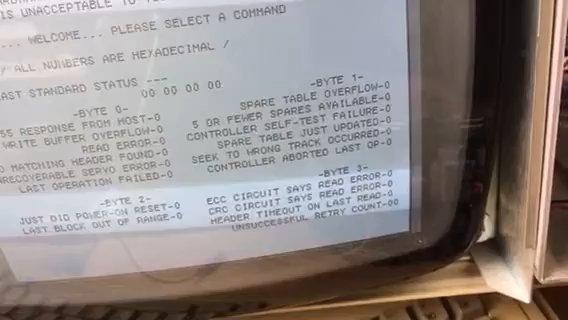 IS UNACCEPTABLE TO
... WELCOME... PLEASE SELECT A COMMAND
/ ALL NUMBERS ARE HEXADECIMAL /
LAST STANDARD STATUS ---
00 00 00 00
-BYTE 0-
55 RESPONSE FROM HOST-0
WRITE BUFFER OVERFLOW-0
READ ERROR-0
MATCHING HEADER FOUND-0
RECOVERABLE SERVO ERROR-0
LAST OPERATION FAILED-0
-BYTE 1-
SPARE TABLE OVERFLOW-0
5 OR FEWER SPARES AVAILABLE-0
CONTROLLER SELF-TEST FAILURE-0
SPARE TABLE JUST UPDATED-0
SEEK TO WRONG TRACK OCCURRED-0
CONTROLLER ABORTED LAST OP-0
-BYTE 2-
JUST DID POWER-ON RESET-0
LAST BLOCK OUT OF RANGE-0
-BYTE 3-
ECC CIRCUIT SAYS READ ERROR-0
CRC CIRCUIT SAYS READ ERROR-0
HEADER TIMEOUT ON LAST READ-0
UNSUCCESSFUL RETRY COUNT-00